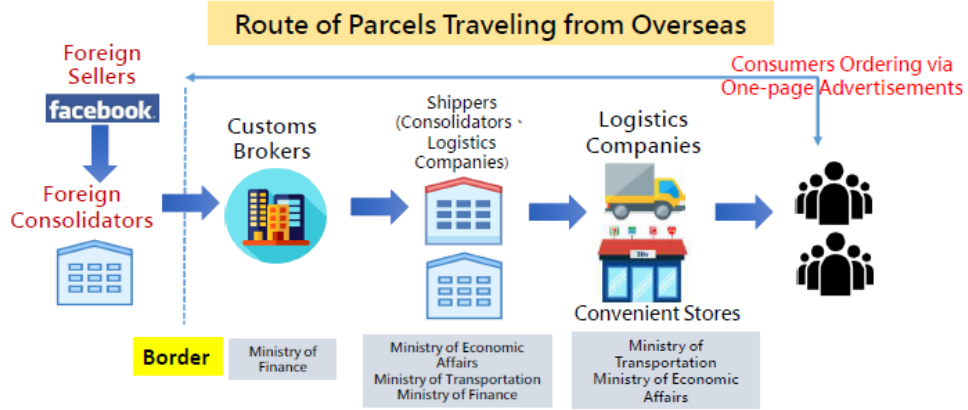 Route of Parcels Traveling from Overseas
Foreign
Sellers
facebook
Foreign
Consolidators
Customs
Brokers
Shippers
(Consolidators、
Logistics
Companies)
Logistics
Companies
Convenient Stores
Consumers Ordering via
One-page Advertisements
Border
Ministry of
Finance
Ministry of Economic
Affairs
Ministry of Transportation
Ministry of Finance
Ministry of
Transportation
Ministry of Economic
Affairs